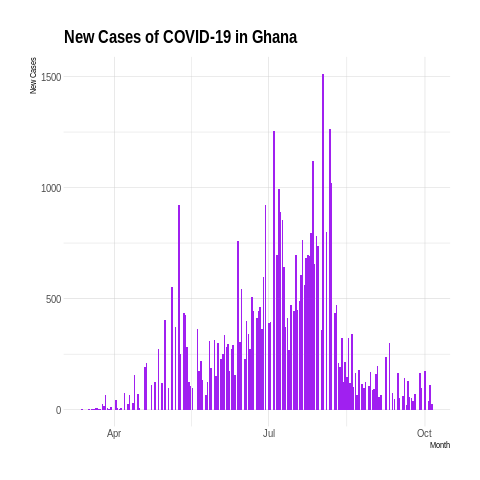 New Cases of COVID-19 in Ghana
New Cases
1500
1000
500
0
Apr
Jul
Oct
Month